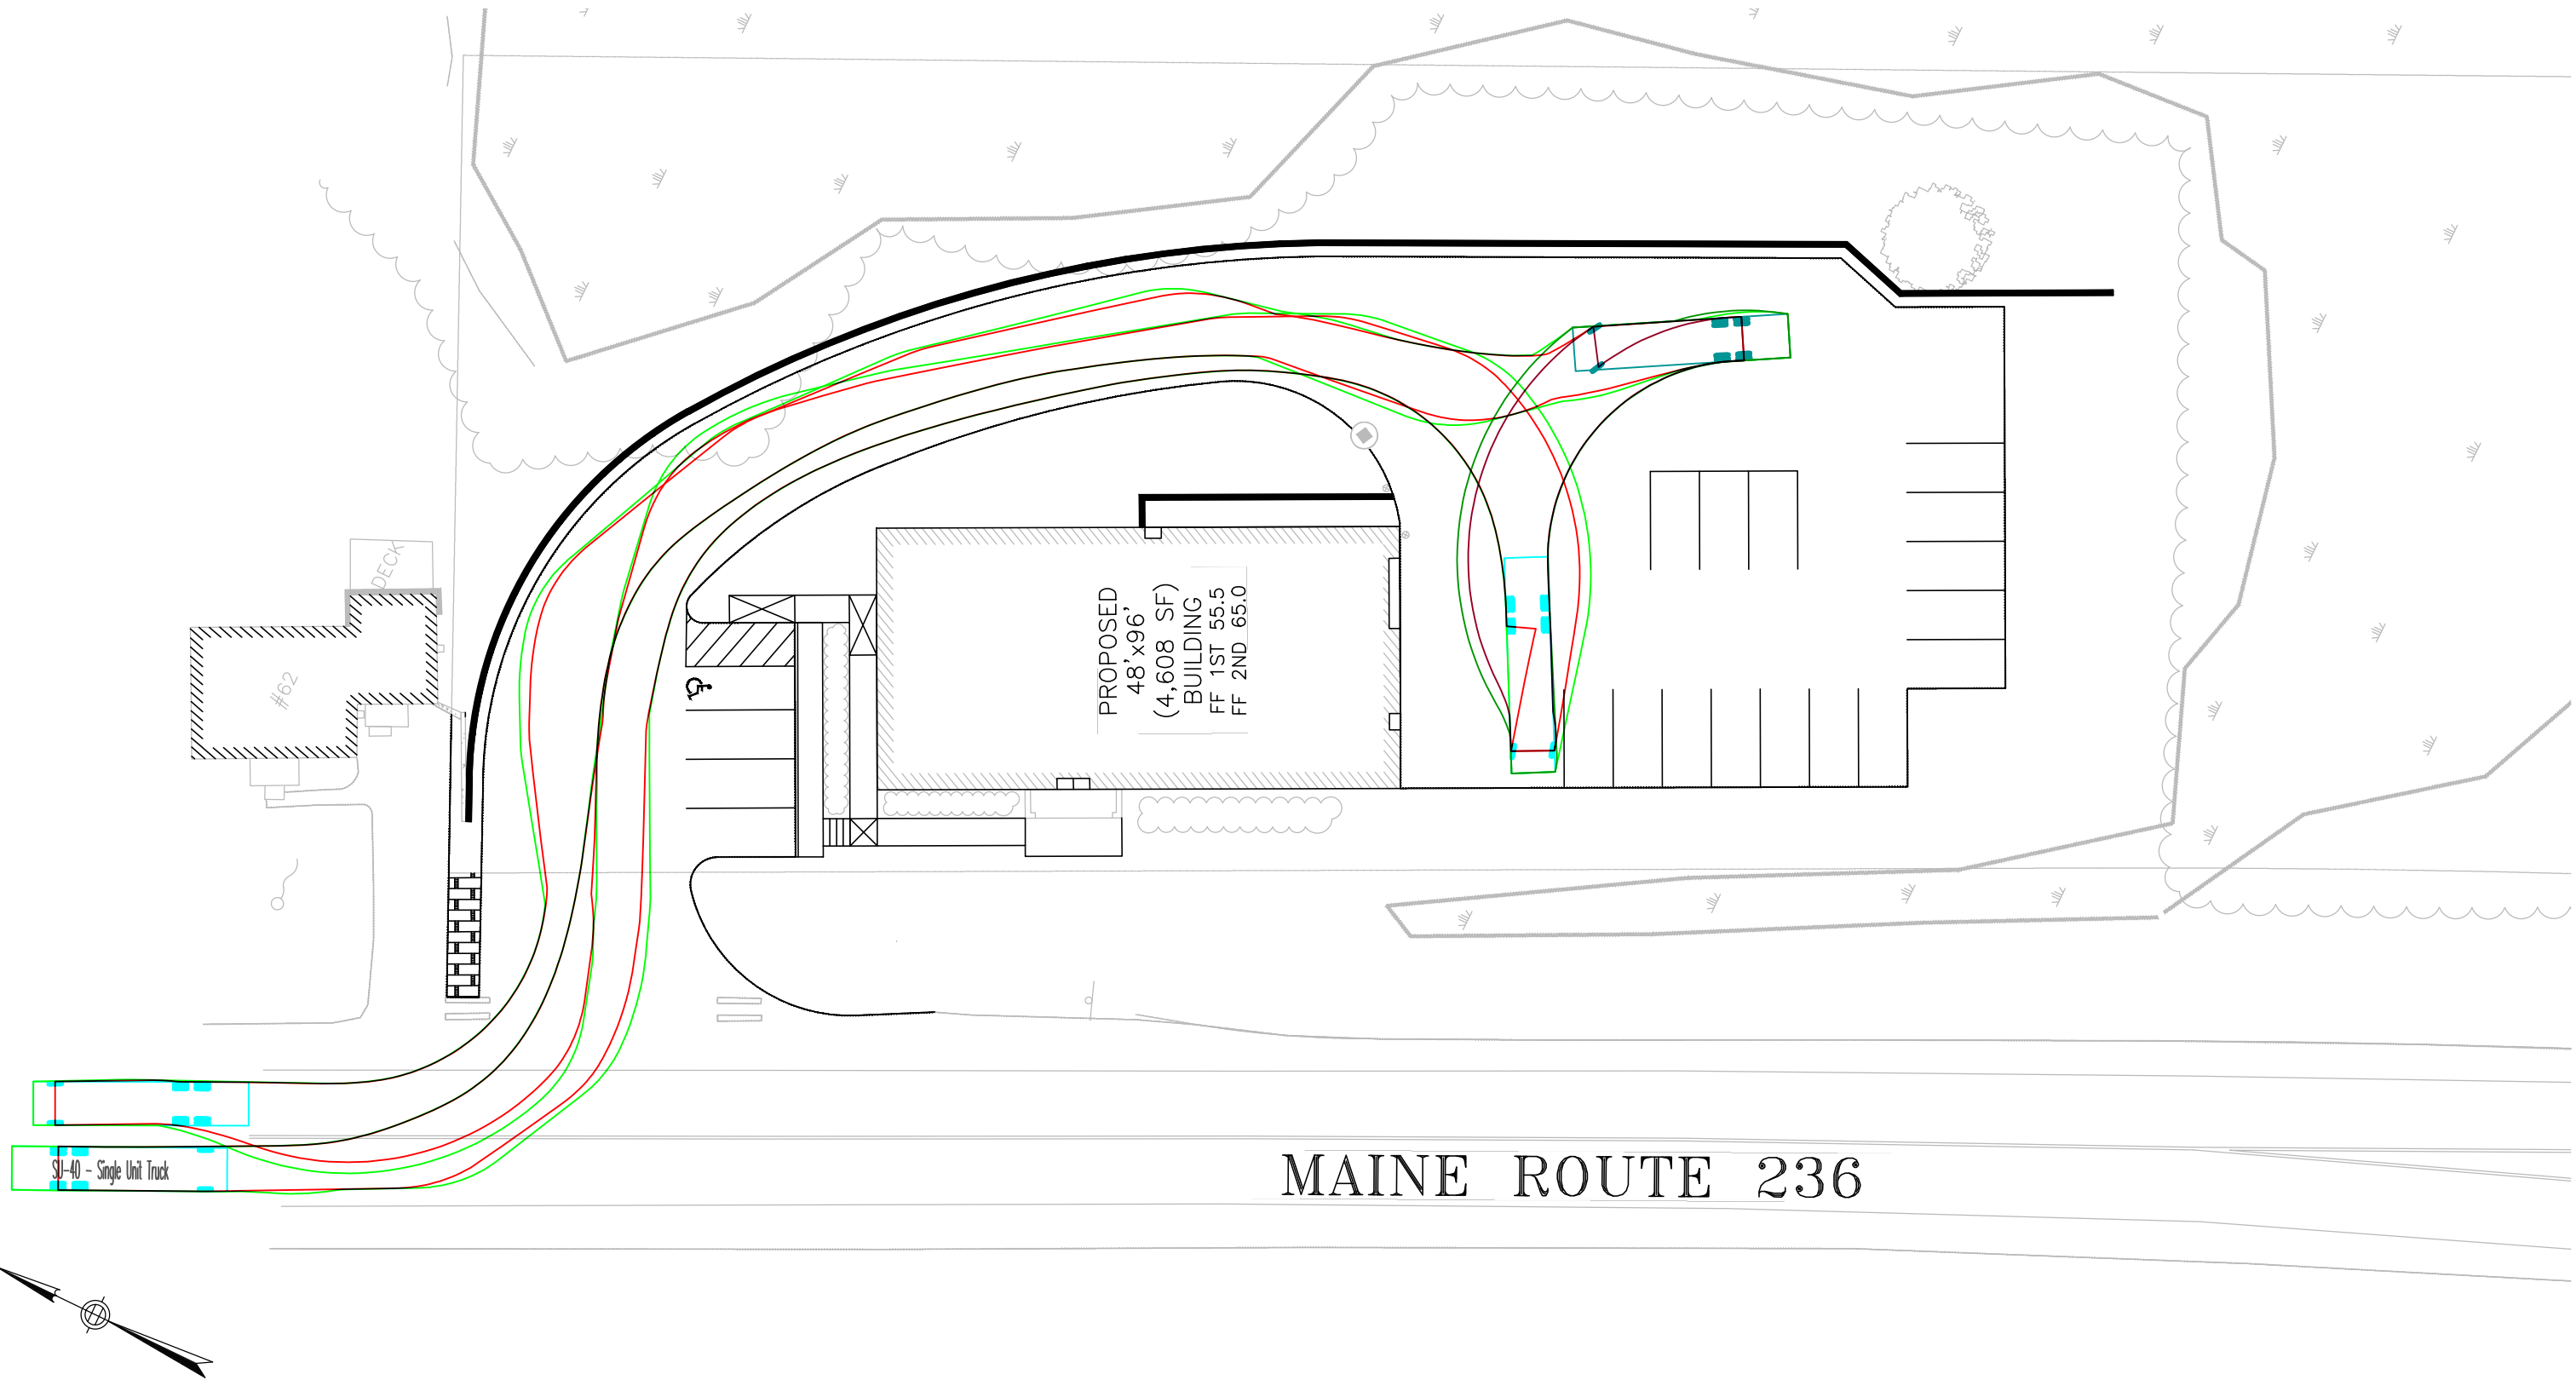 DECK
#62
PROPOSED
48'x96'
(4,608 SF)
BUILDING
FF 1ST 55.5
FF 2ND 65.0
SU-40 - Single Unit Truck
MAINE ROUTE 236